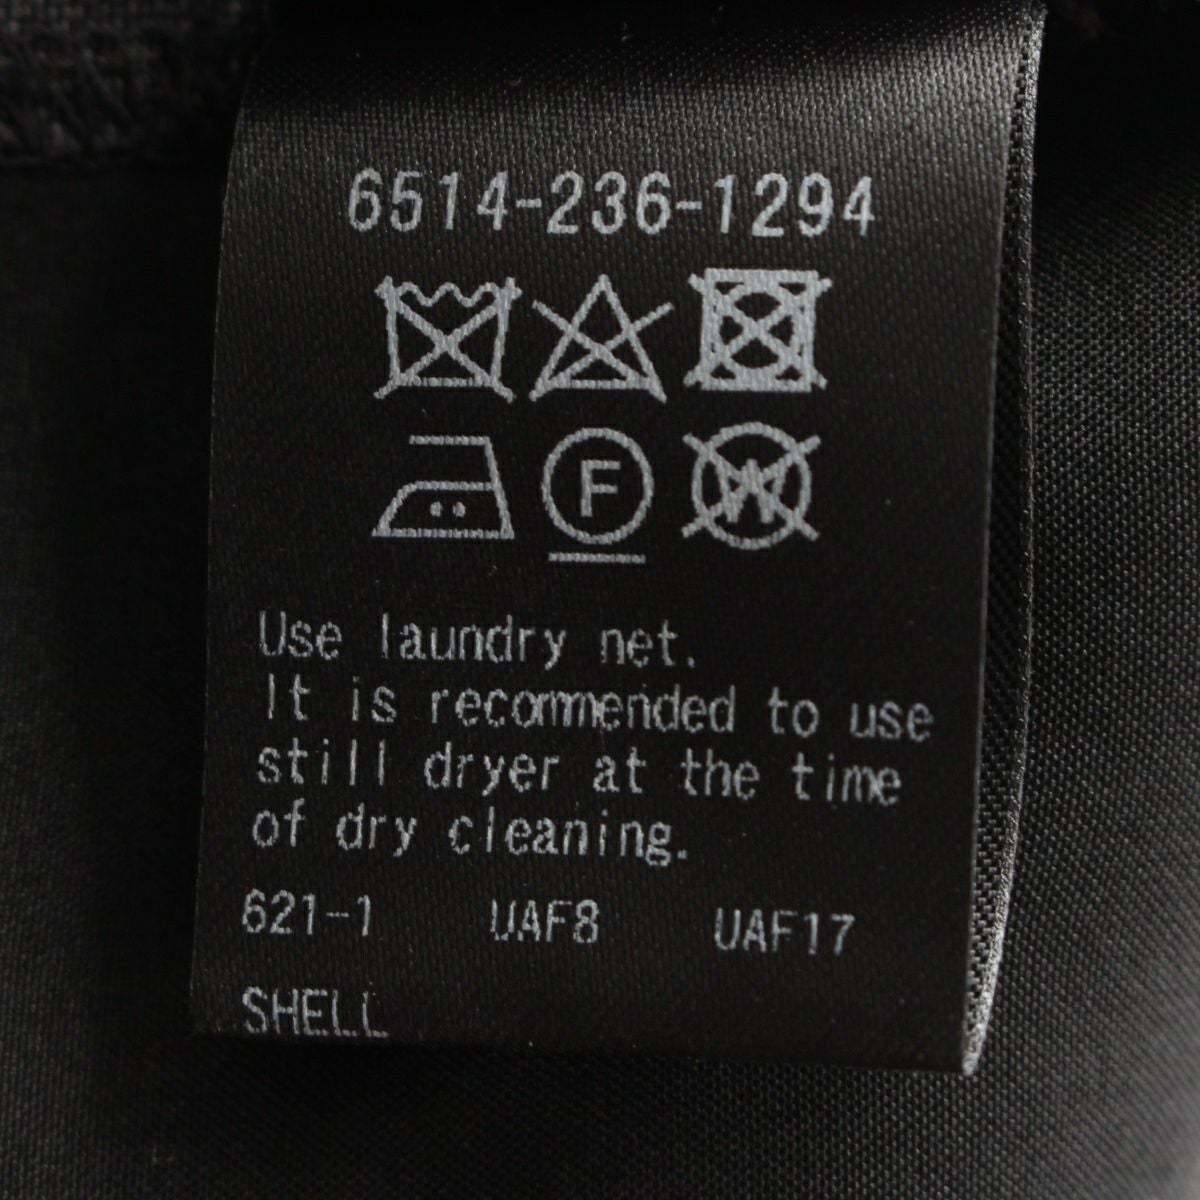 6514-236-1294
F
W
Use laundry net.
It is recommended to use
still dryer at the time
of dry cleaning.
621-1 UAF8 UAF17
SHELL